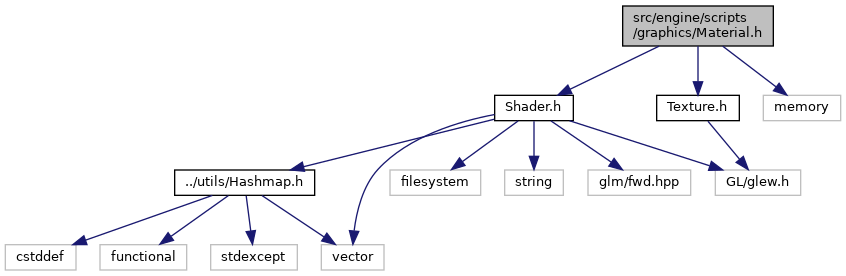 src/engine/scripts
/graphics/Material.h
Shader.h
Texture.h
memory
../utils/Hashmap.h
filesystem
string
glm/fwd.hpp
GL/glew.h
cstddef
functional
stdexcept
vector